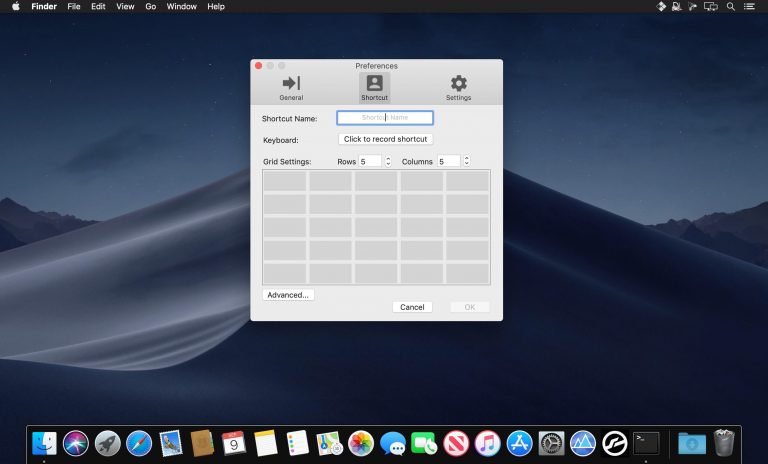 Finder File Edit View Go Window Help
Preferences
General Shortcut Settings
Shortcut Name: Shortcut Name
Keyboard: Click to record shortcut
Grid Settings: Rows 5 Columns 5
Advanced...
Cancel OK
9
>_